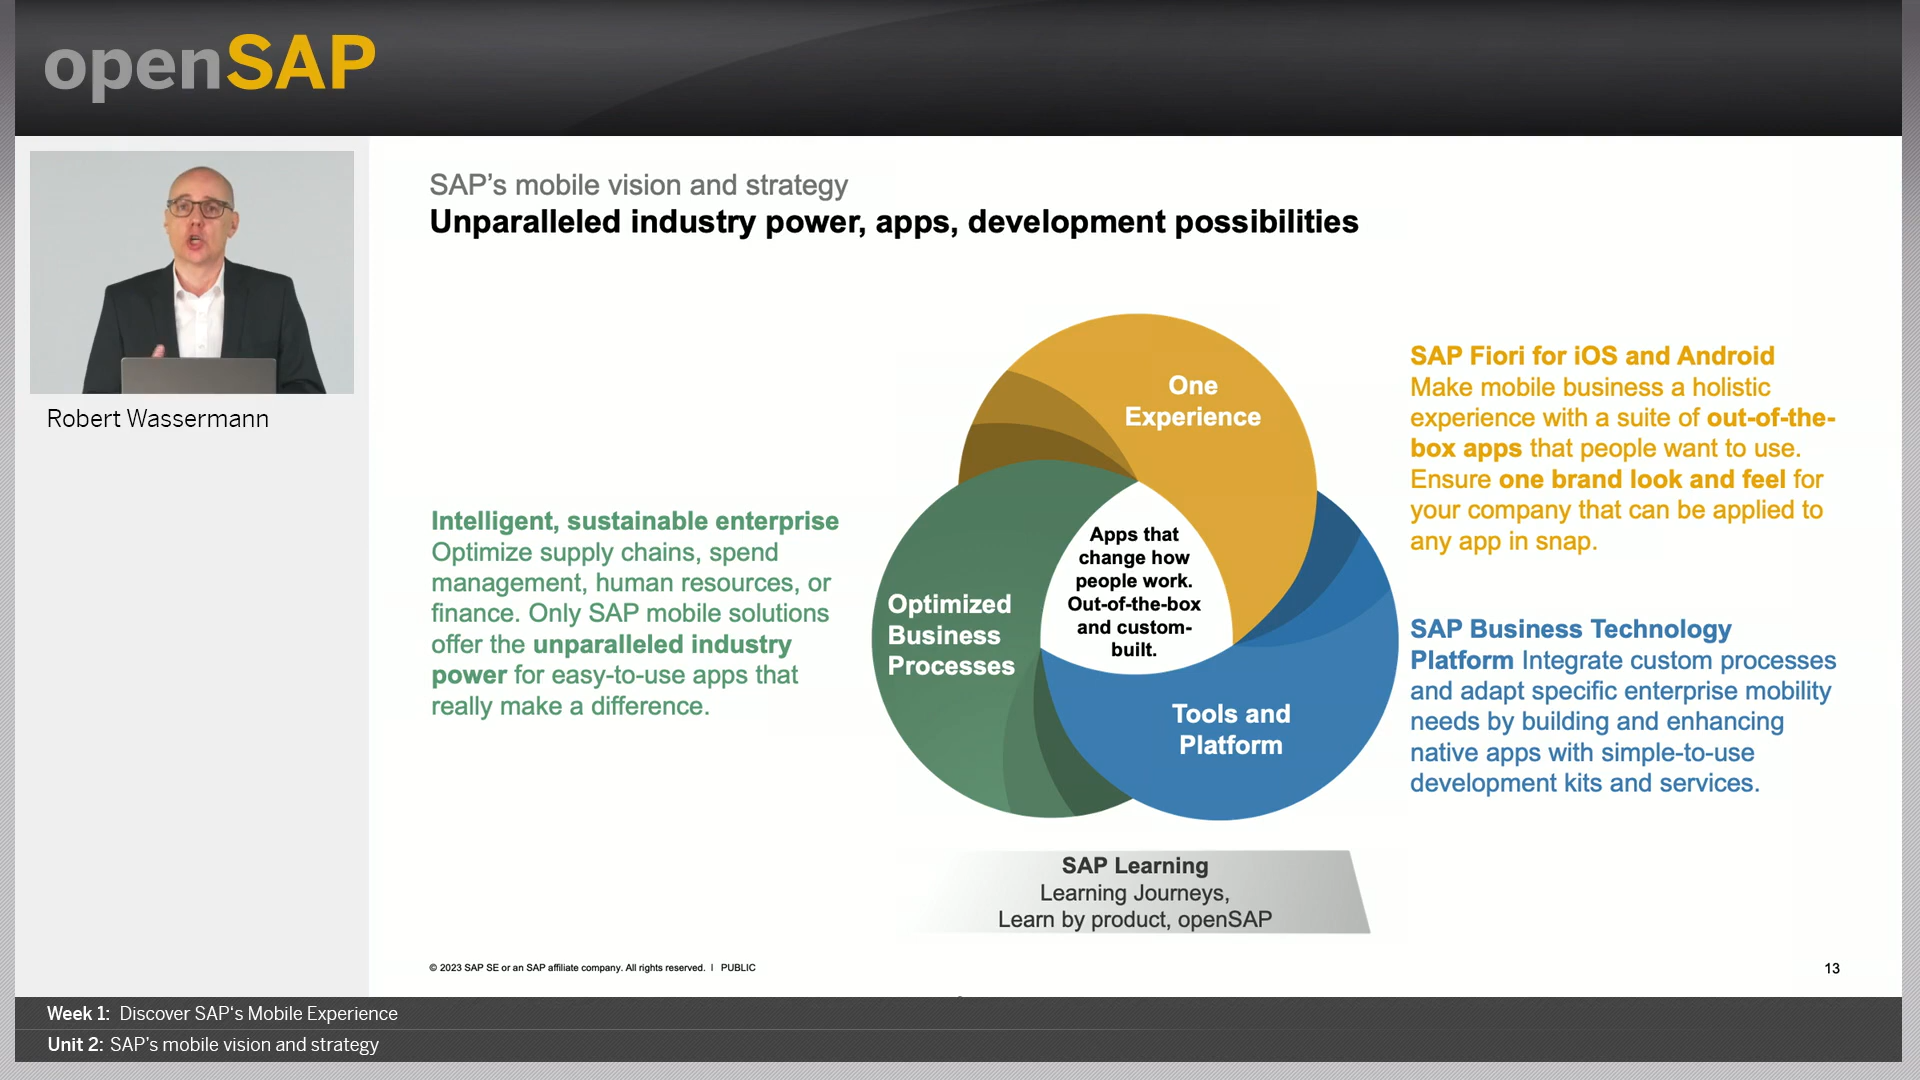 openSAP
Robert Wassermann
SAP’s mobile vision and strategy
Unparalleled industry power, apps, development possibilities
Intelligent, sustainable enterprise
Optimize supply chains, spend
management, human resources, or
finance. Only SAP mobile solutions
offer the unparalleled industry
power for easy-to-use apps that
really make a difference.
One
Experience
Optimized
Business
Processes
Apps that
change how
people work.
Out-of-the-box
and custom-
built.
Tools and
Platform
SAP Fiori for iOS and Android
Make mobile business a holistic
experience with a suite of out-of-the-
box apps that people want to use.
Ensure one brand look and feel for
your company that can be applied to
any app in snap.
SAP Business Technology
Platform Integrate custom processes
and adapt specific enterprise mobility
needs by building and enhancing
native apps with simple-to-use
development kits and services.
SAP Learning
Learning Journeys,
Learn by product, openSAP
© 2023 SAP SE or an SAP affiliate company. All rights reserved. I PUBLIC
13
Week 1: Discover SAP‘s Mobile Experience
Unit 2: SAP’s mobile vision and strategy